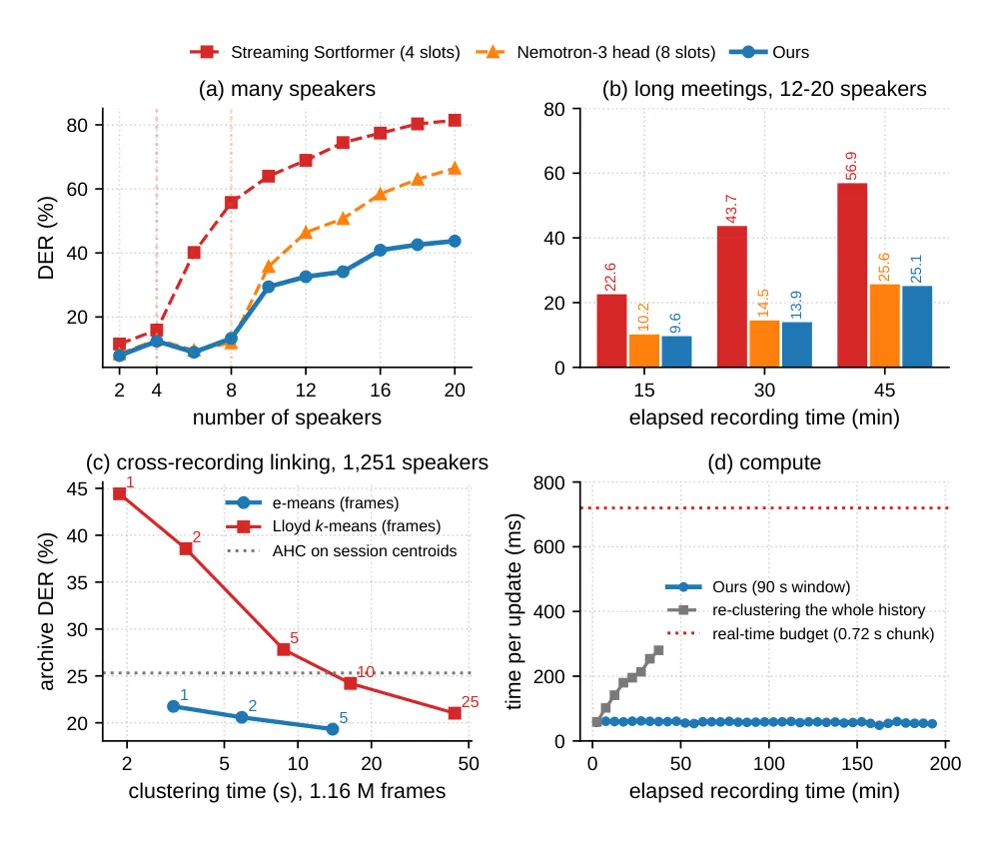 Streaming Sortformer (4 slots) Nemotron-3 head (8 slots) Ours
(a) many speakers
80
60
40
20
DER (%)
2 4 8 12 16 20
number of speakers
(b) long meetings, 12-20 speakers
80
60
40
20
0
22.6 10.2 9.6
43.7 14.5 13.9
56.9 25.6 25.1
15 30 45
elapsed recording time (min)
(c) cross-recording linking, 1,251 speakers
45
40
35
30
25
20
archive DER (%)
e-means (frames)
Lloyd k-means (frames)
AHC on session centroids
1 2 5 10 25
1 2 5
2 5 10 20 50
clustering time (s), 1.16 M frames
(d) compute
800
600
400
200
0
time per update (ms)
Ours (90 s window)
re-clustering the whole history
real-time budget (0.72 s chunk)
0 50 100 150 200
elapsed recording time (min)